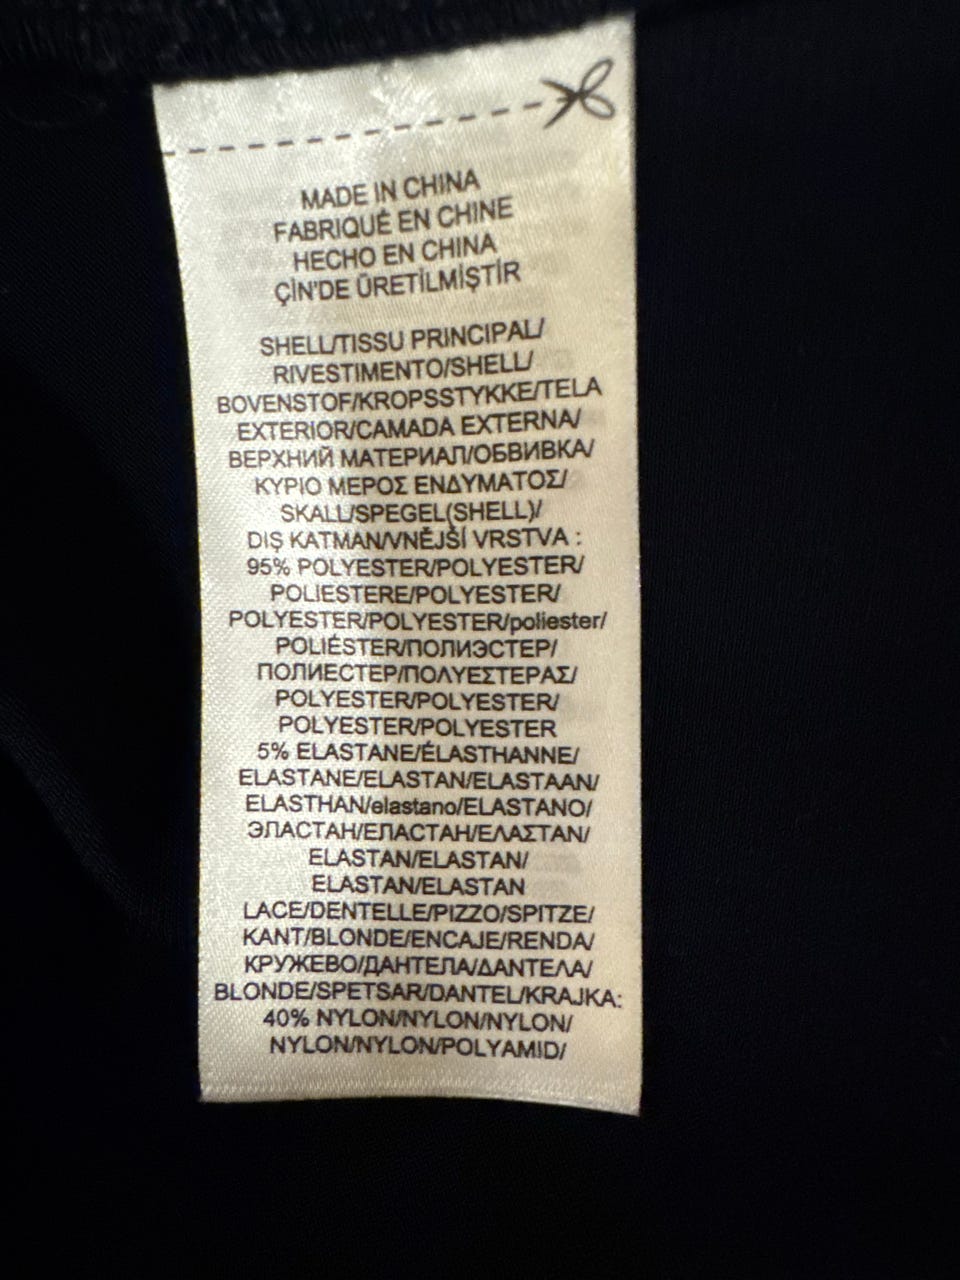 MADE IN CHINA
FABRIQUÉ EN CHINE
HECHO EN CHINA
ÇİN'DE ÜRETİLMİŞTİR
SHELL/TISSU PRINCIPAL/
RIVESTIMENTO/SHELL/
BOVENSTOF/KROPSSTYKKE/TELA
EXTERIOR/CAMADA EXTERNA/
ВЕРХНИЙ МАТЕРИАЛ/ОБВИВКА/
ΚΥΡΙΟ ΜΕΡΟΣ ΕΝΔΥΜΑΤΟΣ/
SKALL/SPEGEL(SHELL)/
DIŞ KATMAN/VNĚJŠÍ VRSTVA :
95% POLYESTER/POLYESTER/
POLIESTERE/POLYESTER/
POLYESTER/POLYESTER/poliester/
POLIÉSTER/ПОЛИЭСТЕР/
ПОЛИЕСТЕР/ΠΟΛΥΕΣΤΕΡΑΣ/
POLYESTER/POLYESTER/
POLYESTER/POLYESTER
5% ELASTANE/ÉLASTHANNE/
ELASTANE/ELASTAN/ELASTAAN/
ELASTHAN/elastano/ELASTANO/
ЭЛАСТАН/ЕЛАСТАН/ΕΛΑΣΤΑΝ/
ELASTAN/ELASTAN/
ELASTAN/ELASTAN
LACE/DENTELLE/PIZZO/SPITZE/
KANT/BLONDE/ENCAJE/RENDA/
КРУЖЕВО/ДАНТЕЛА/ΔΑΝΤΕΛΑ/
BLONDE/SPETSAR/DANTEL/KRAJKA:
40% NYLON/NYLON/NYLON/
NYLON/NYLON/POLYAMID/